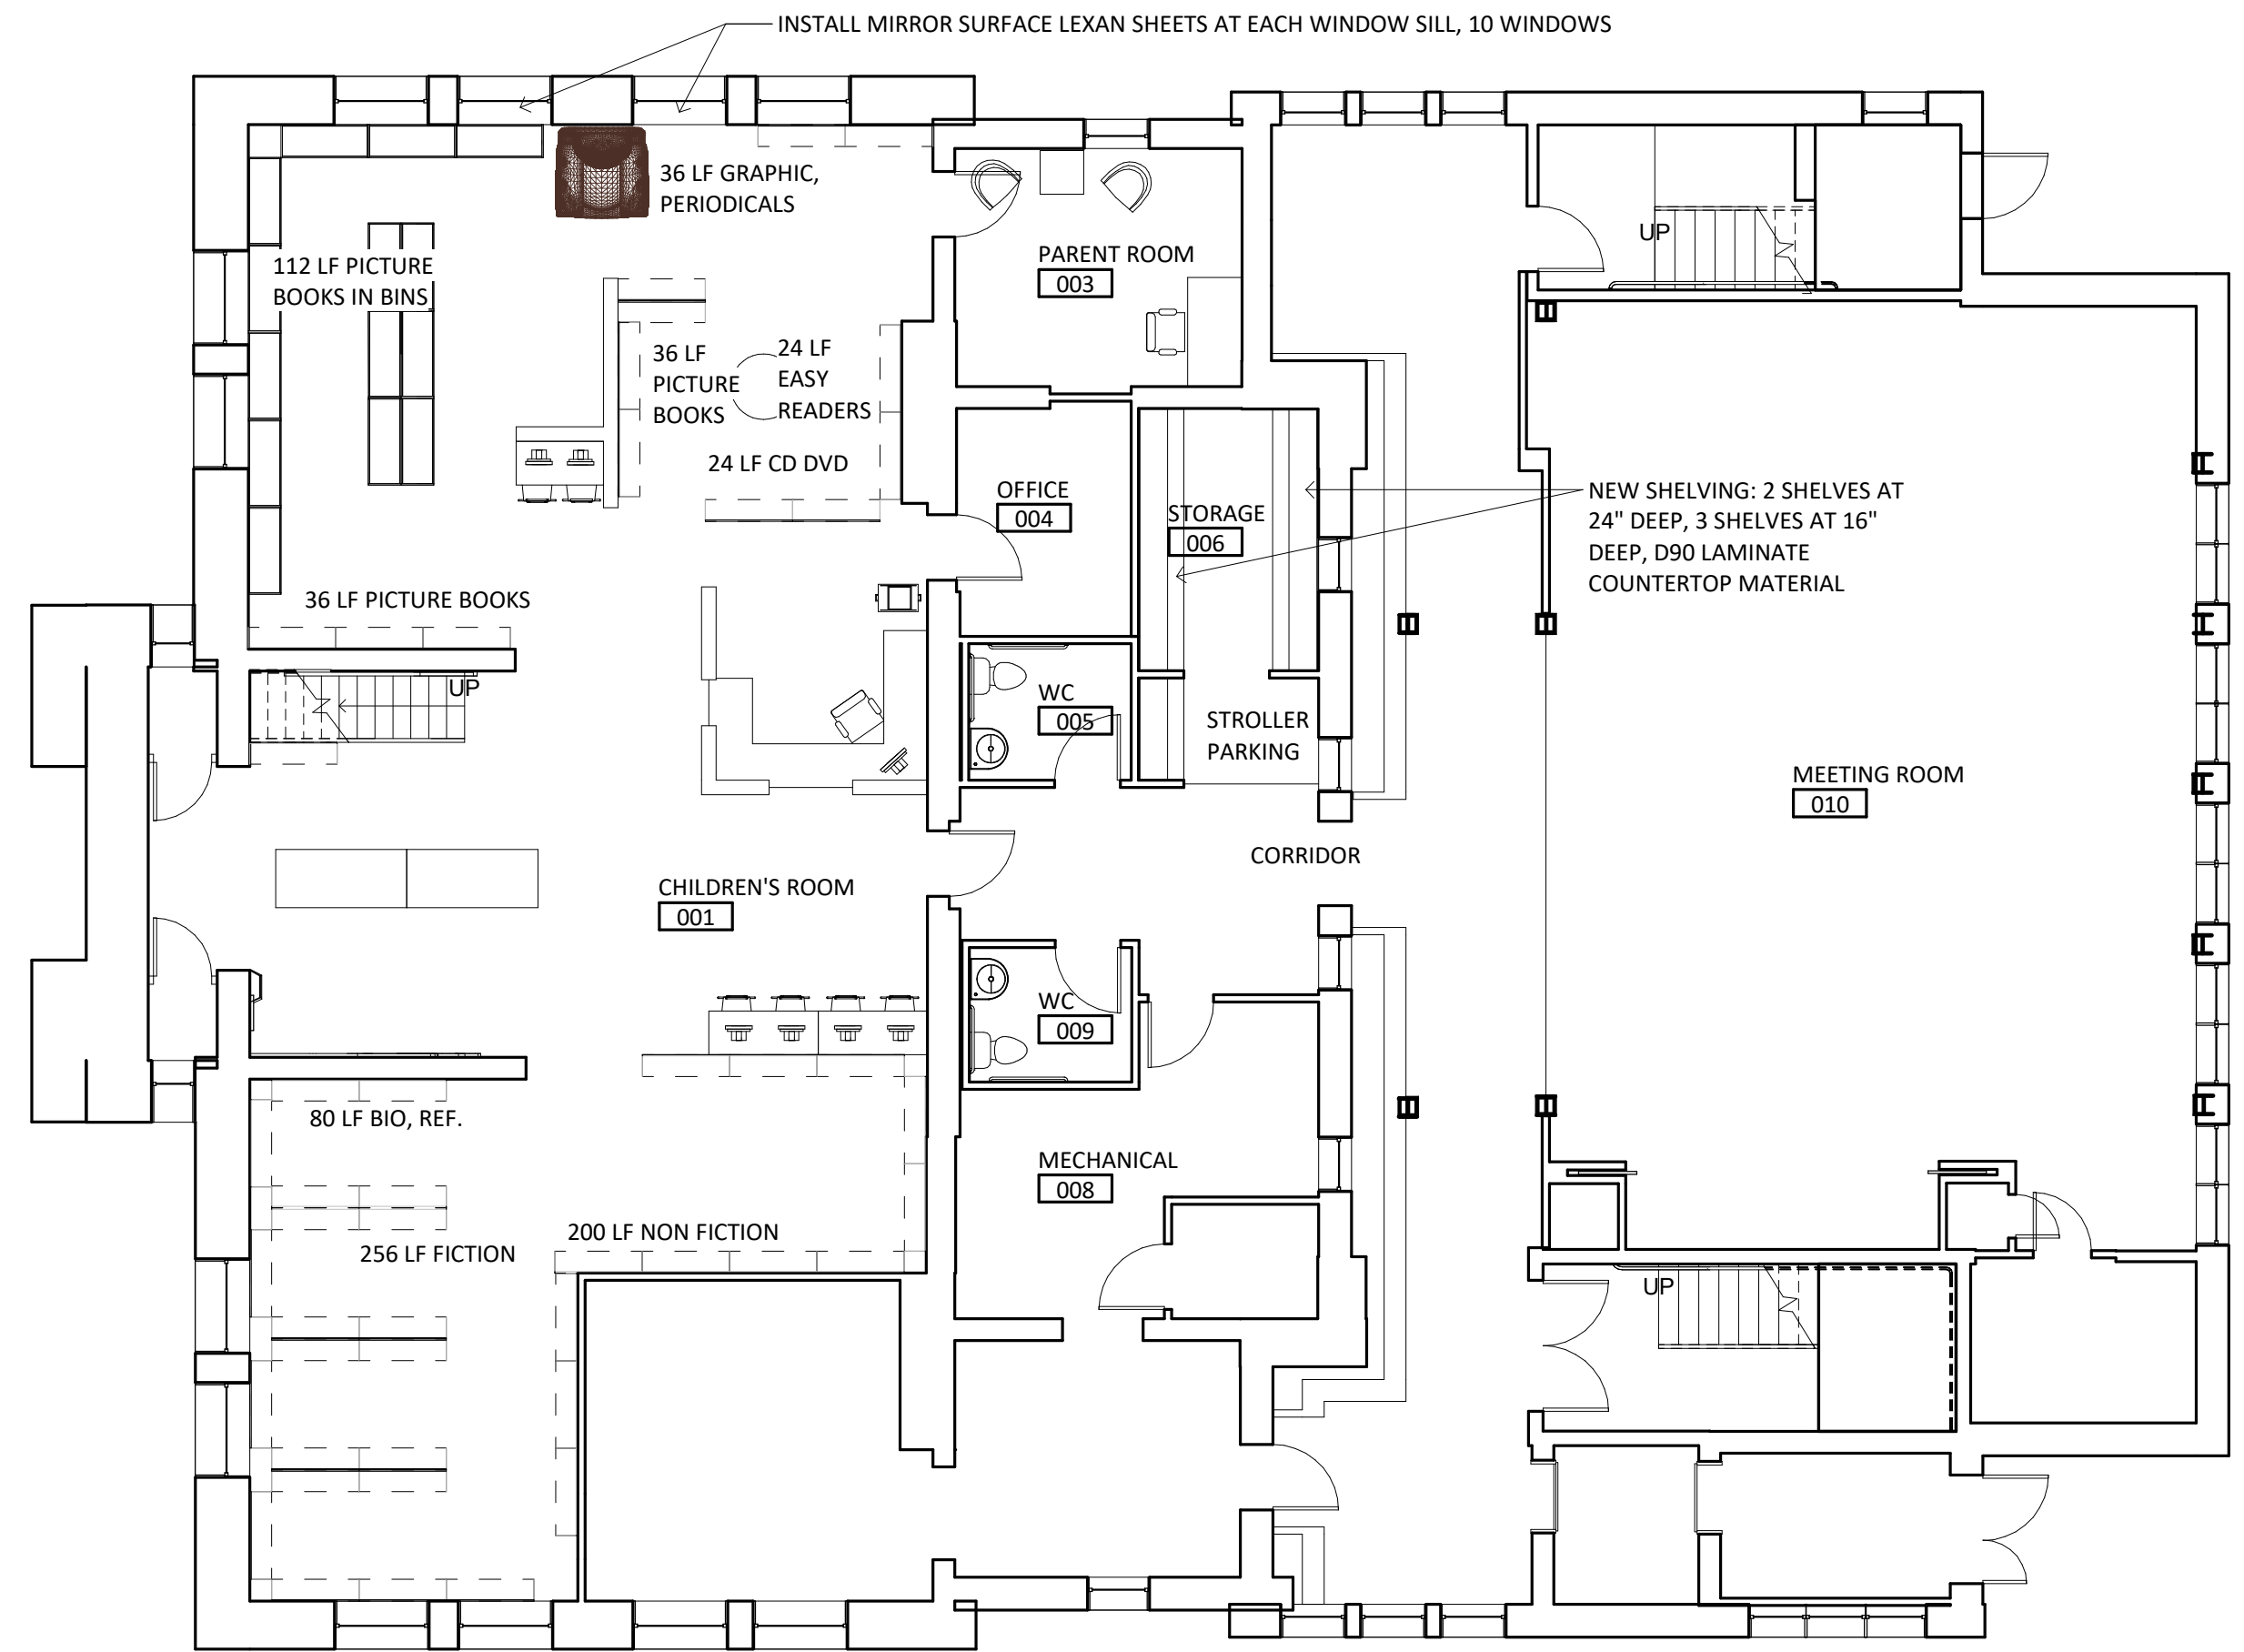 INSTALL MIRROR SURFACE LEXAN SHEETS AT EACH WINDOW SILL, 10 WINDOWS
36 LF GRAPHIC,
PERIODICALS
112 LF PICTURE
BOOKS IN BINS
PARENT ROOM
003
UP
36 LF
PICTURE
BOOKS
24 LF
EASY
READERS
24 LF CD DVD
OFFICE
004
STORAGE
006
NEW SHELVING: 2 SHELVES AT
24" DEEP, 3 SHELVES AT 16"
DEEP, D90 LAMINATE
COUNTERTOP MATERIAL
36 LF PICTURE BOOKS
UP
WC
005
STROLLER
PARKING
MEETING ROOM
010
CORRIDOR
CHILDREN'S ROOM
001
WC
009
80 LF BIO, REF.
MECHANICAL
008
200 LF NON FICTION
256 LF FICTION
UP